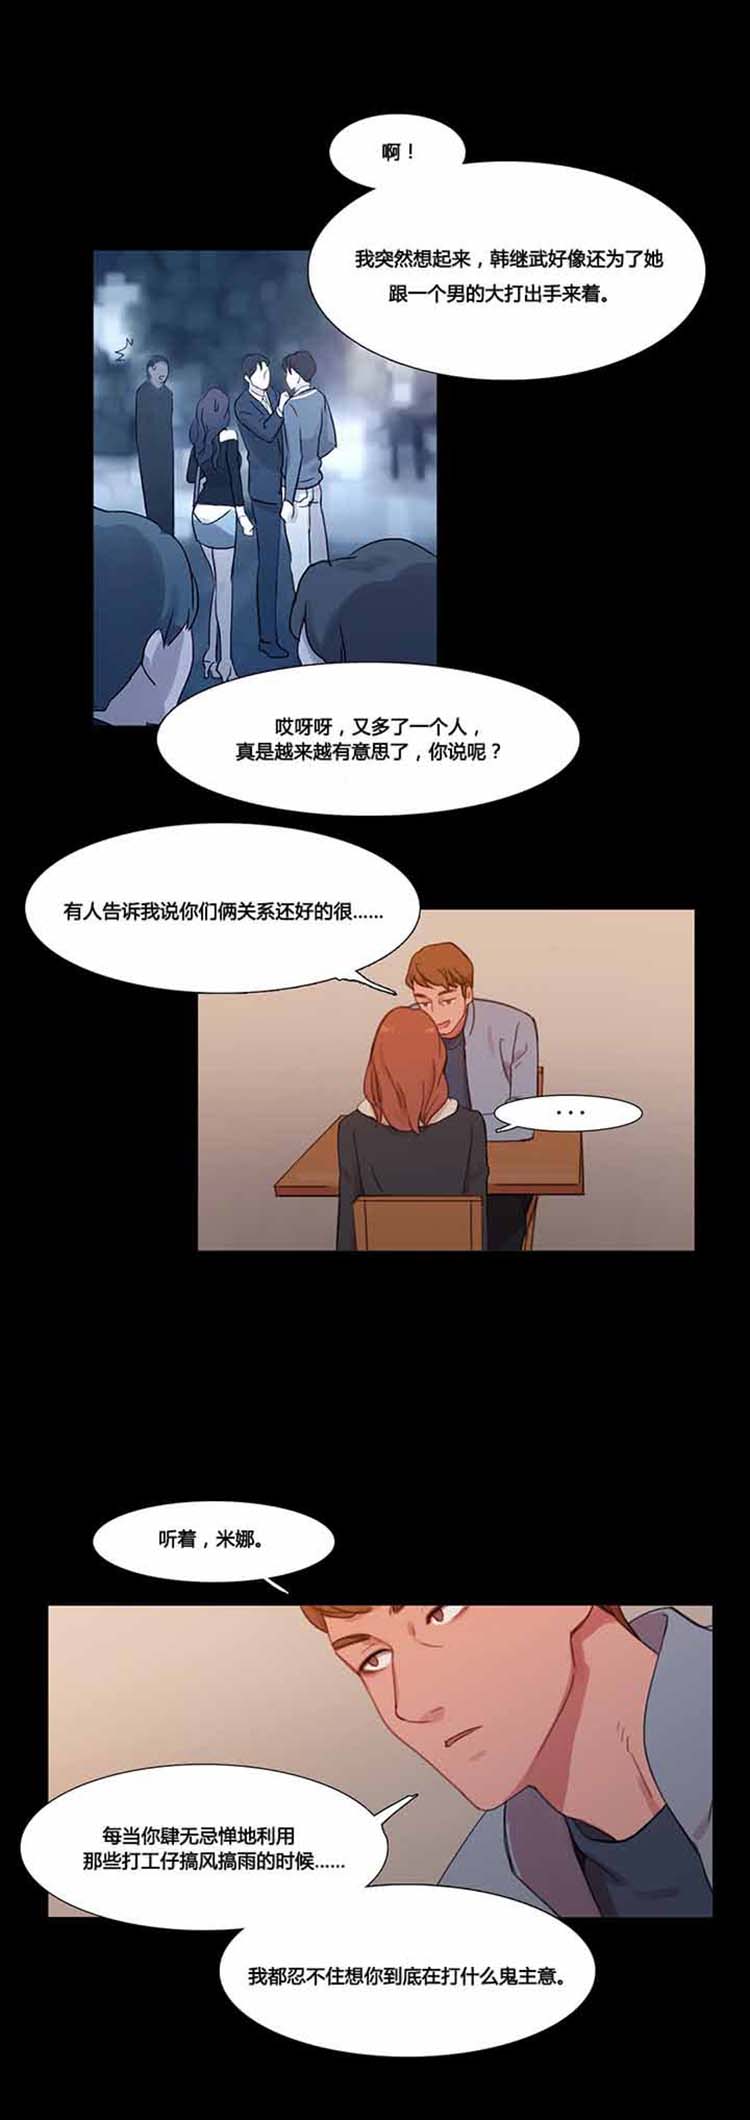 啊！
我突然想起来，韩继武好像还为了她
跟一个男的大打出手来着。
哎呀呀，又多了一个人，
真是越来越有意思了，你说呢？
有人告诉我说你们俩关系还好的很……
···
听着，米娜。
每当你肆无忌惮地利用
那些打工仔搞风搞雨的时候……
我都忍不住想你到底在打什么鬼主意。